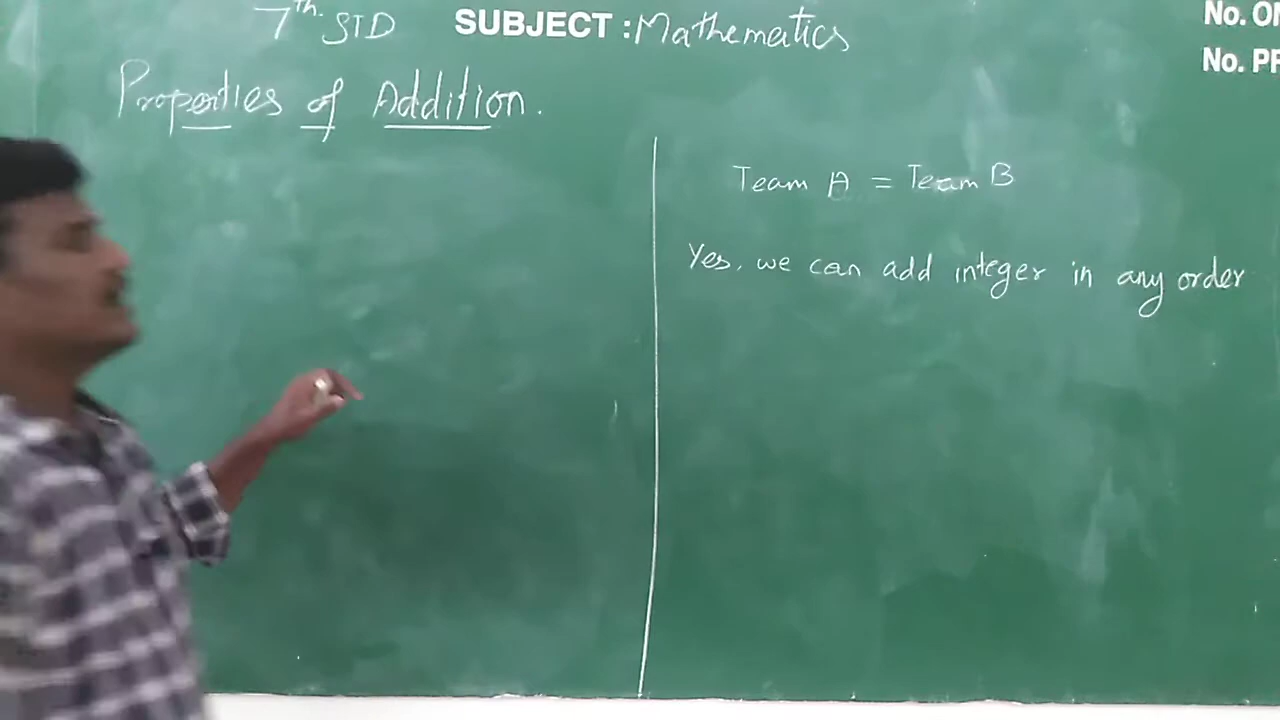 7th. STD SUBJECT : Mathematics
No.
No.
Properties of Addition.
Team A = Team B
Yes, we can add integer in any order